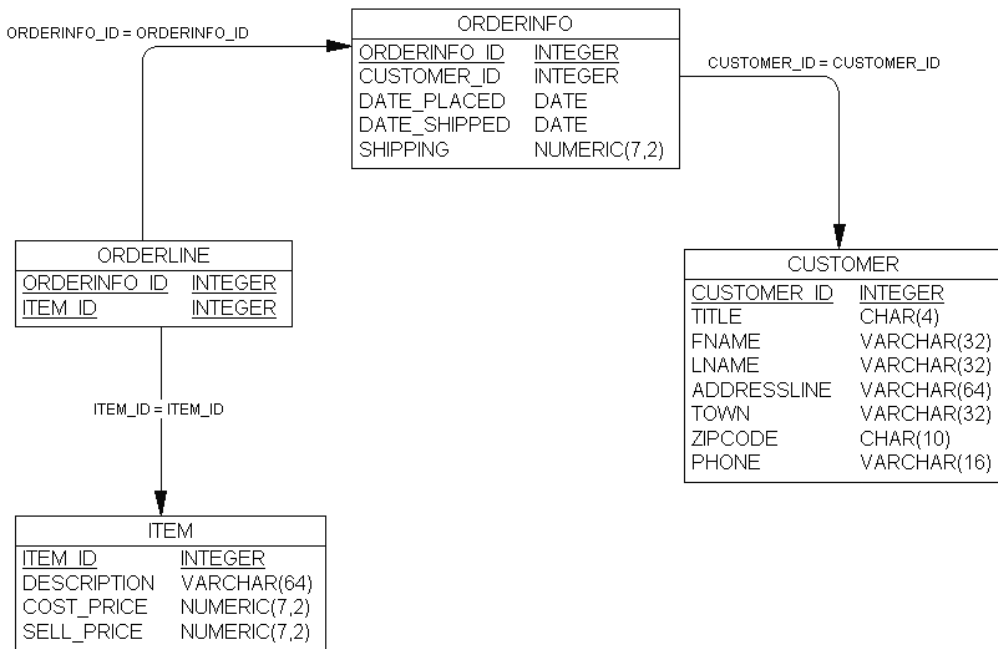 ORDERINFO_ID = ORDERINFO_ID
ORDERINFO
ORDERINFO_ID INTEGER
CUSTOMER_ID INTEGER
DATE_PLACED DATE
DATE_SHIPPED DATE
SHIPPING NUMERIC(7,2)
CUSTOMER_ID = CUSTOMER_ID
ORDERLINE
ORDERINFO_ID INTEGER
ITEM_ID INTEGER
CUSTOMER
CUSTOMER_ID INTEGER
TITLE CHAR(4)
FNAME VARCHAR(32)
LNAME VARCHAR(32)
ADDRESSLINE VARCHAR(64)
TOWN VARCHAR(32)
ZIPCODE CHAR(10)
PHONE VARCHAR(16)
ITEM_ID = ITEM_ID
ITEM
ITEM_ID INTEGER
DESCRIPTION VARCHAR(64)
COST_PRICE NUMERIC(7,2)
SELL_PRICE NUMERIC(7,2)